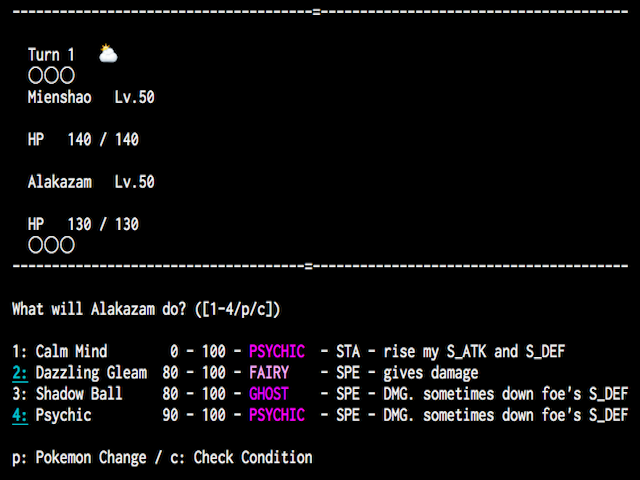 --------------------------------------=---------------------------------------
Turn 1 ⛅
○○○
Mienshao Lv.50
HP 140 / 140
Alakazam Lv.50
HP 130 / 130
○○○
-------------------------------------=----------------------------------------
What will Alakazam do? ([1-4/p/c])
1: Calm Mind 0 - 100 - PSYCHIC - STA - rise my S_ATK and S_DEF
2: Dazzling Gleam 80 - 100 - FAIRY - SPE - gives damage
3: Shadow Ball 80 - 100 - GHOST - SPE - DMG. sometimes down foe's S_DEF
4: Psychic 90 - 100 - PSYCHIC - SPE - DMG. sometimes down foe's S_DEF
p: Pokemon Change / c: Check Condition